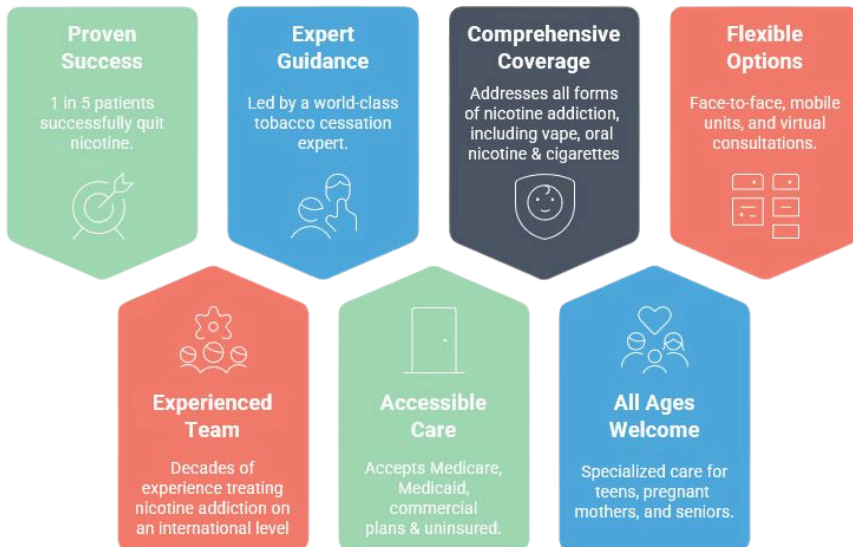 Proven
Success
1 in 5 patients
successfully quit
nicotine.
Expert
Guidance
Led by a world-class
tobacco cessation
expert.
Comprehensive
Coverage
Addresses all forms
of nicotine addiction,
including vape, oral
nicotine & cigarettes
Flexible
Options
Face-to-face, mobile
units, and virtual
consultations.
Experienced
Team
Decades of
experience treating
nicotine addiction on
an international level
Accessible
Care
Accepts Medicare,
Medicaid,
commercial
plans & uninsured.
All Ages
Welcome
Specialized care for
teens, pregnant
mothers, and seniors.